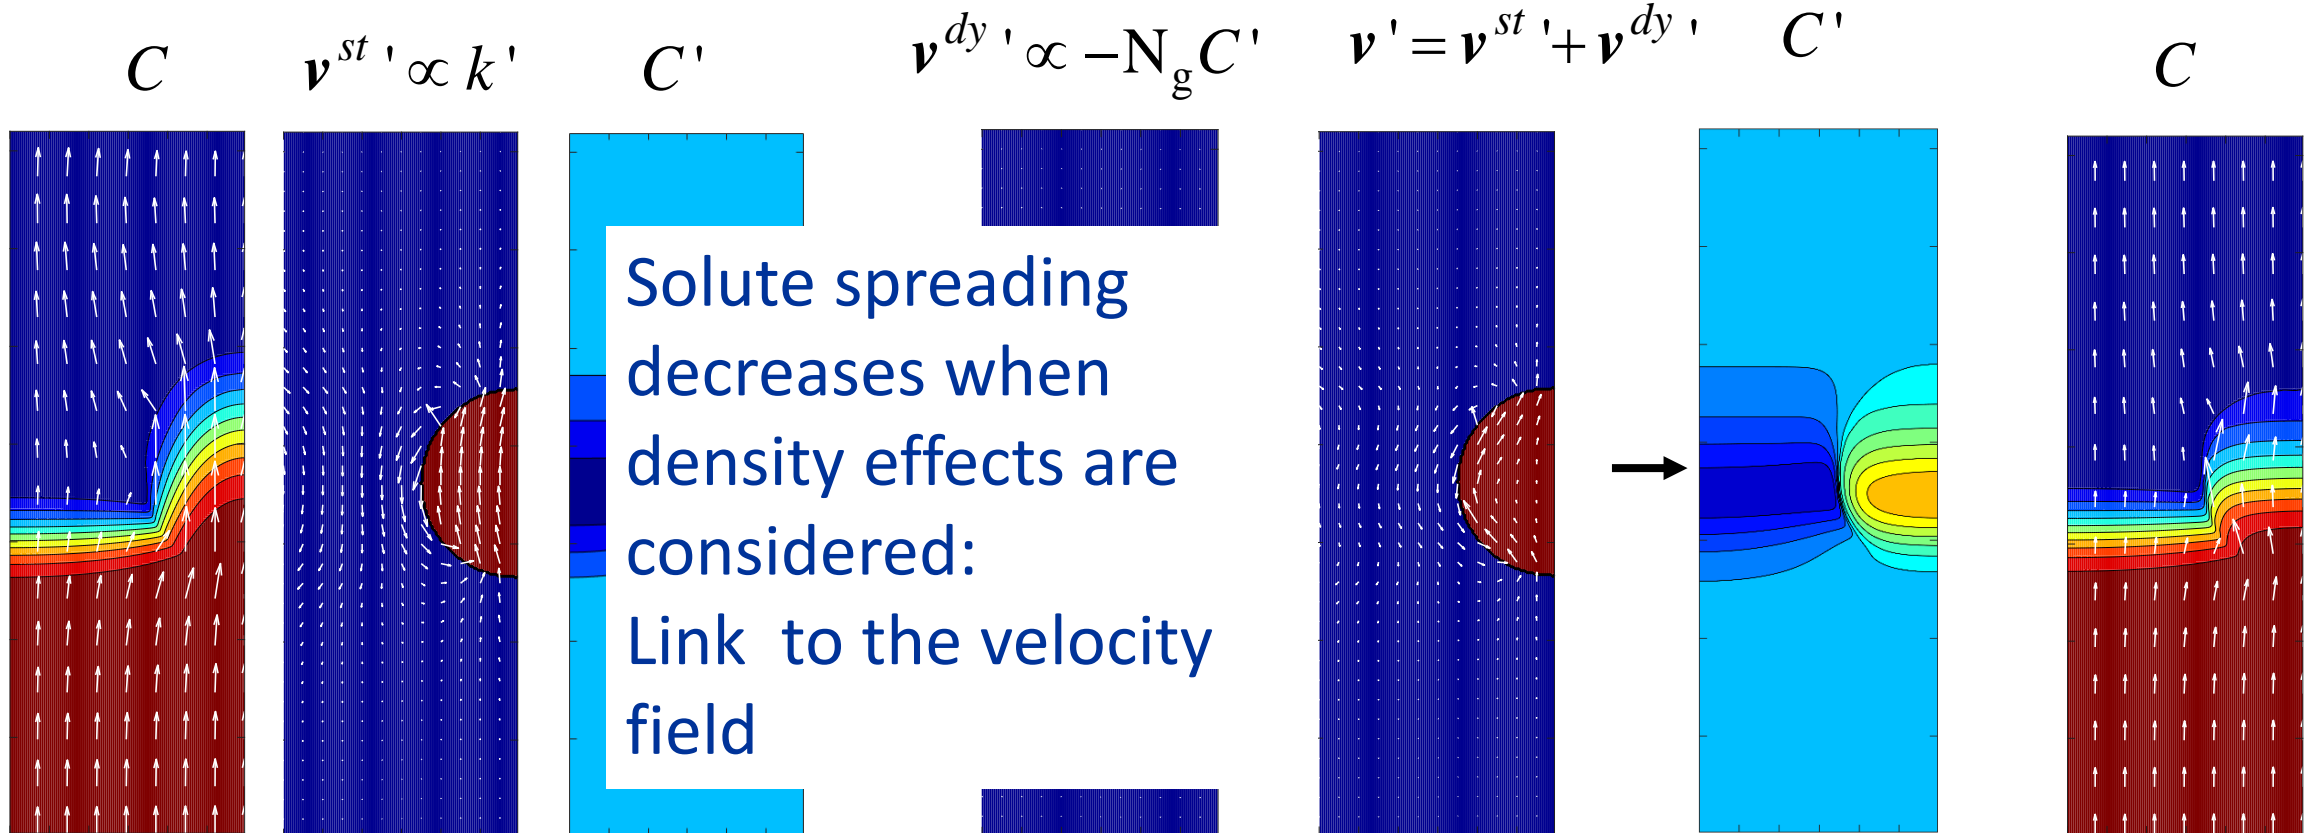 C
v^{st} ' ∝ k '
C '
v^{dy} ' ∝ −N_g C '
v ' = v^{st} '+ v^{dy} '
C '
C
Solute spreading
decreases when
density effects are
considered:
Link to the velocity
field